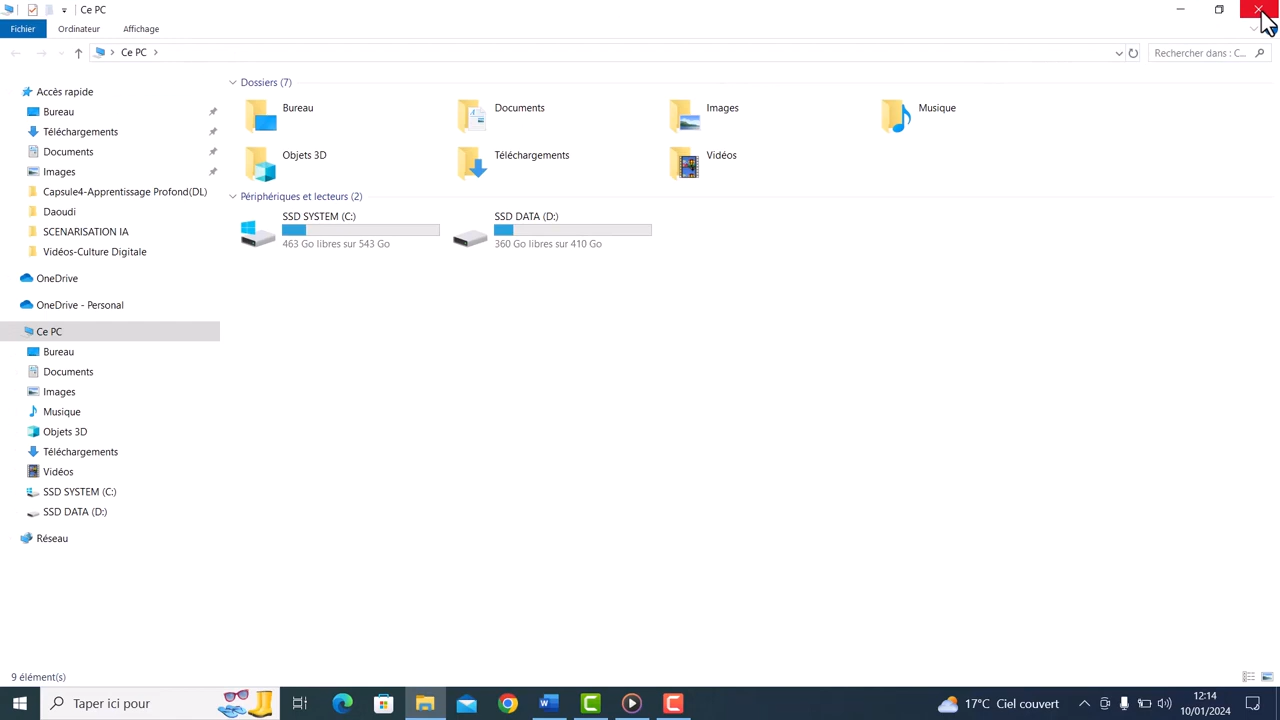 Ce PC
Fichier
Ordinateur
Affichage
Ce PC
Rechercher dans : C...
Accès rapide
Bureau
Téléchargements
Documents
Images
Capsule4-Apprentissage Profond(DL)
Daoudi
SCENARISATION IA
Vidéos-Culture Digitale
OneDrive
OneDrive - Personal
Ce PC
Bureau
Documents
Images
Musique
Objets 3D
Téléchargements
Vidéos
SSD SYSTEM (C:)
SSD DATA (D:)
Réseau
Dossiers (7)
Bureau
Documents
Images
Musique
Objets 3D
Téléchargements
Vidéos
Périphériques et lecteurs (2)
SSD SYSTEM (C:)
463 Go libres sur 543 Go
SSD DATA (D:)
360 Go libres sur 410 Go
9 élément(s)
Taper ici pour
17°C Ciel couvert
12:14
10/01/2024